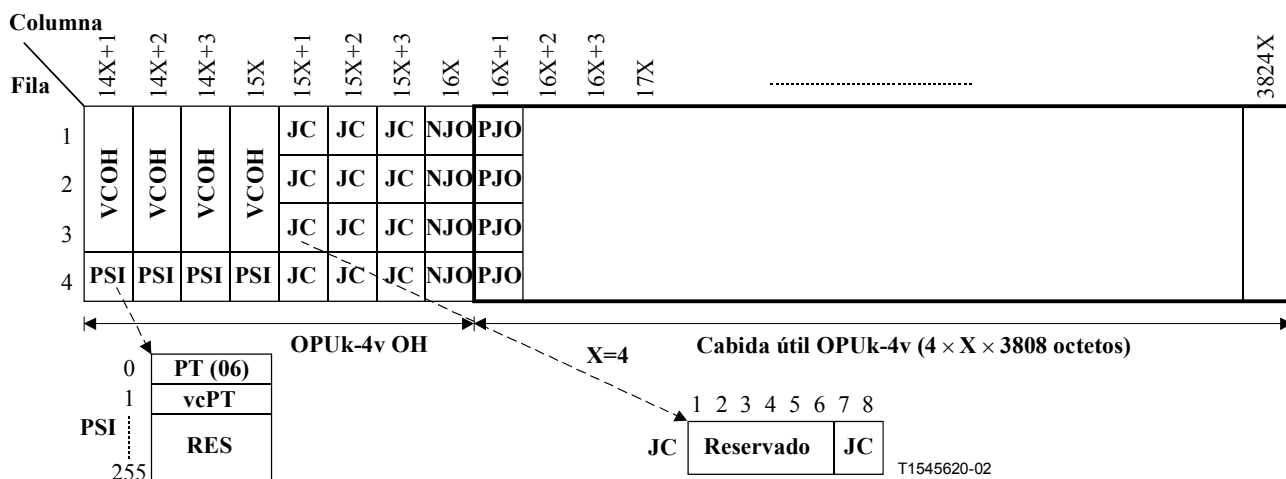 Columna
Fila
14X+1 14X+2 14X+3 15X 15X+1 15X+2 15X+3 16X 16X+1 16X+2 16X+3 17X 3824X
1 VCOH VCOH VCOH VCOH JC JC JC NJO PJO
2 JC JC JC NJO PJO
3 JC JC JC NJO PJO
4 PSI PSI PSI PSI JC JC JC NJO PJO
OPUk-4v OH
X=4
Cabida útil OPUk-4v (4 × X × 3808 octetos)
0 PT (06)
1 vcPT
PSI RES
255
1 2 3 4 5 6 7 8
JC Reservado JC
T1545620-02